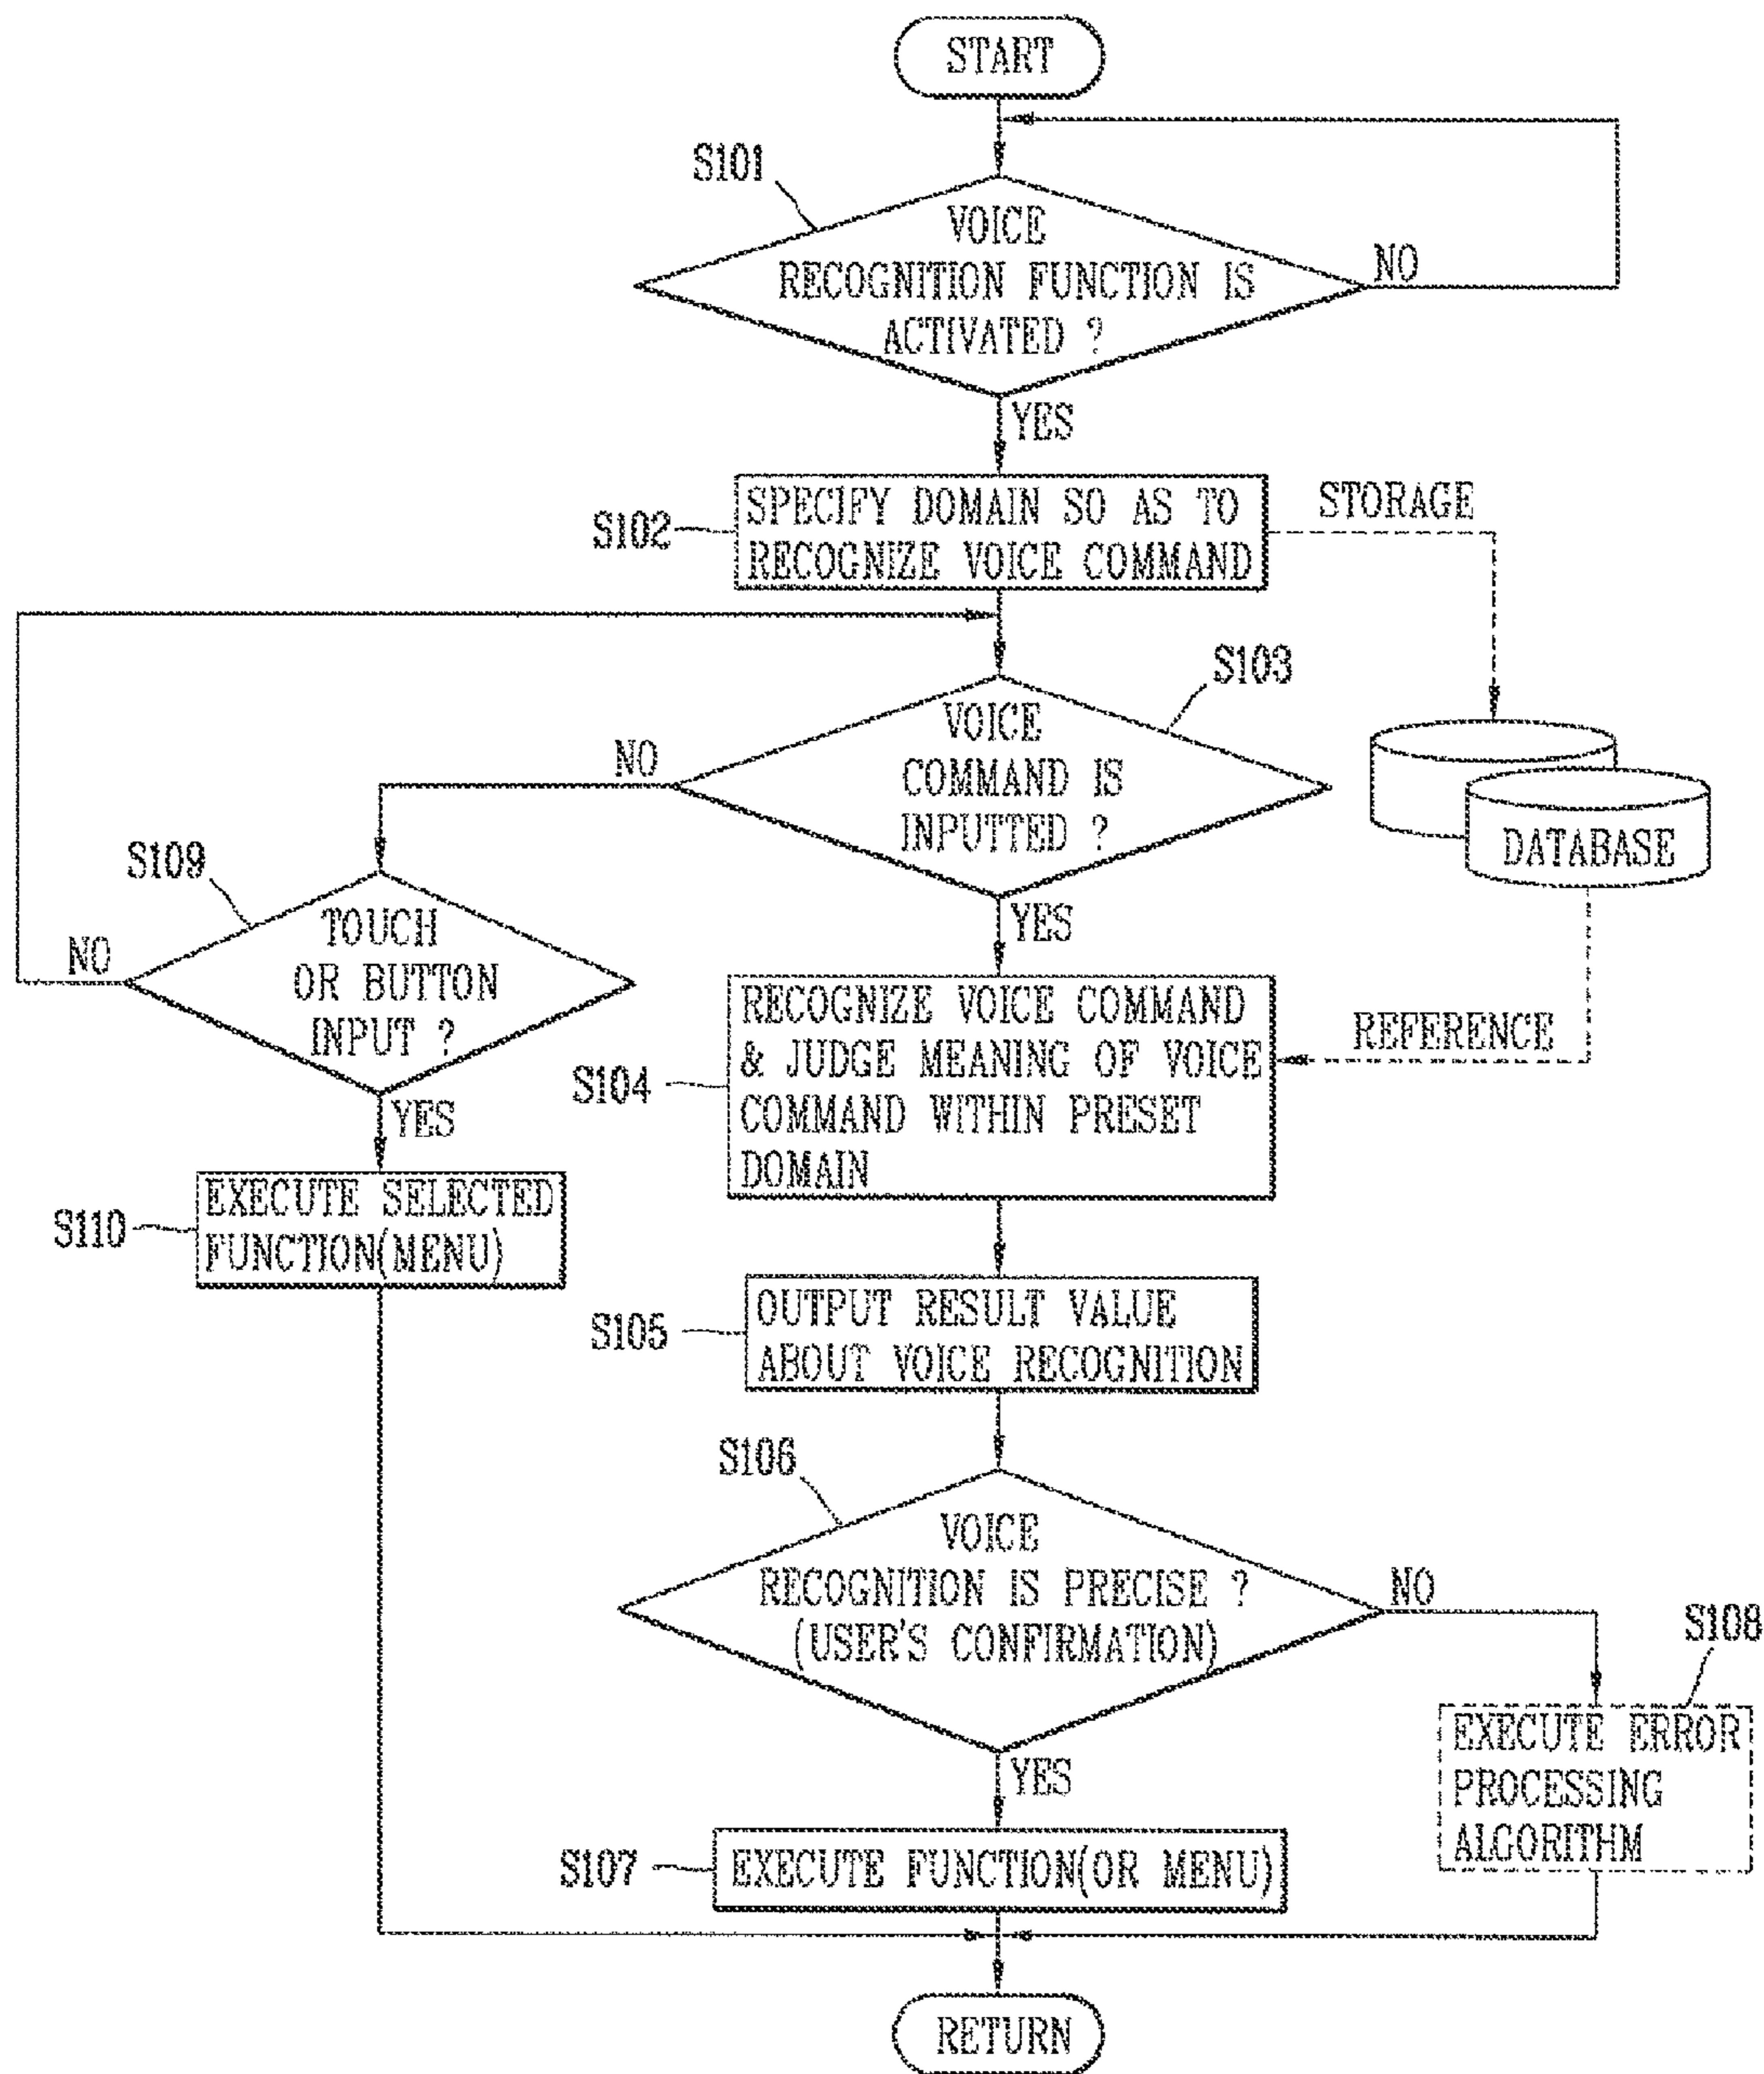 START
S101
VOICE
RECOGNITION FUNCTION IS
ACTIVATED ?
NO
YES
S102
SPECIFY DOMAIN SO AS TO
RECOGNIZE VOICE COMMAND
STORAGE
S103
VOICE
COMMAND IS
INPUTTED ?
NO
YES
DATABASE
S109
TOUCH
OR BUTTON
INPUT ?
NO
YES
S104
RECOGNIZE VOICE COMMAND
& JUDGE MEANING OF VOICE
COMMAND WITHIN PRESET
DOMAIN
REFERENCE
S110
EXECUTE SELECTED
FUNCTION(MENU)
S105
OUTPUT RESULT VALUE
ABOUT VOICE RECOGNITION
S106
VOICE
RECOGNITION IS PRECISE ?
(USER'S CONFIRMATION)
NO
YES
S108
EXECUTE ERROR
PROCESSING
ALGORITHM
S107
EXECUTE FUNCTION(OR MENU)
RETURN